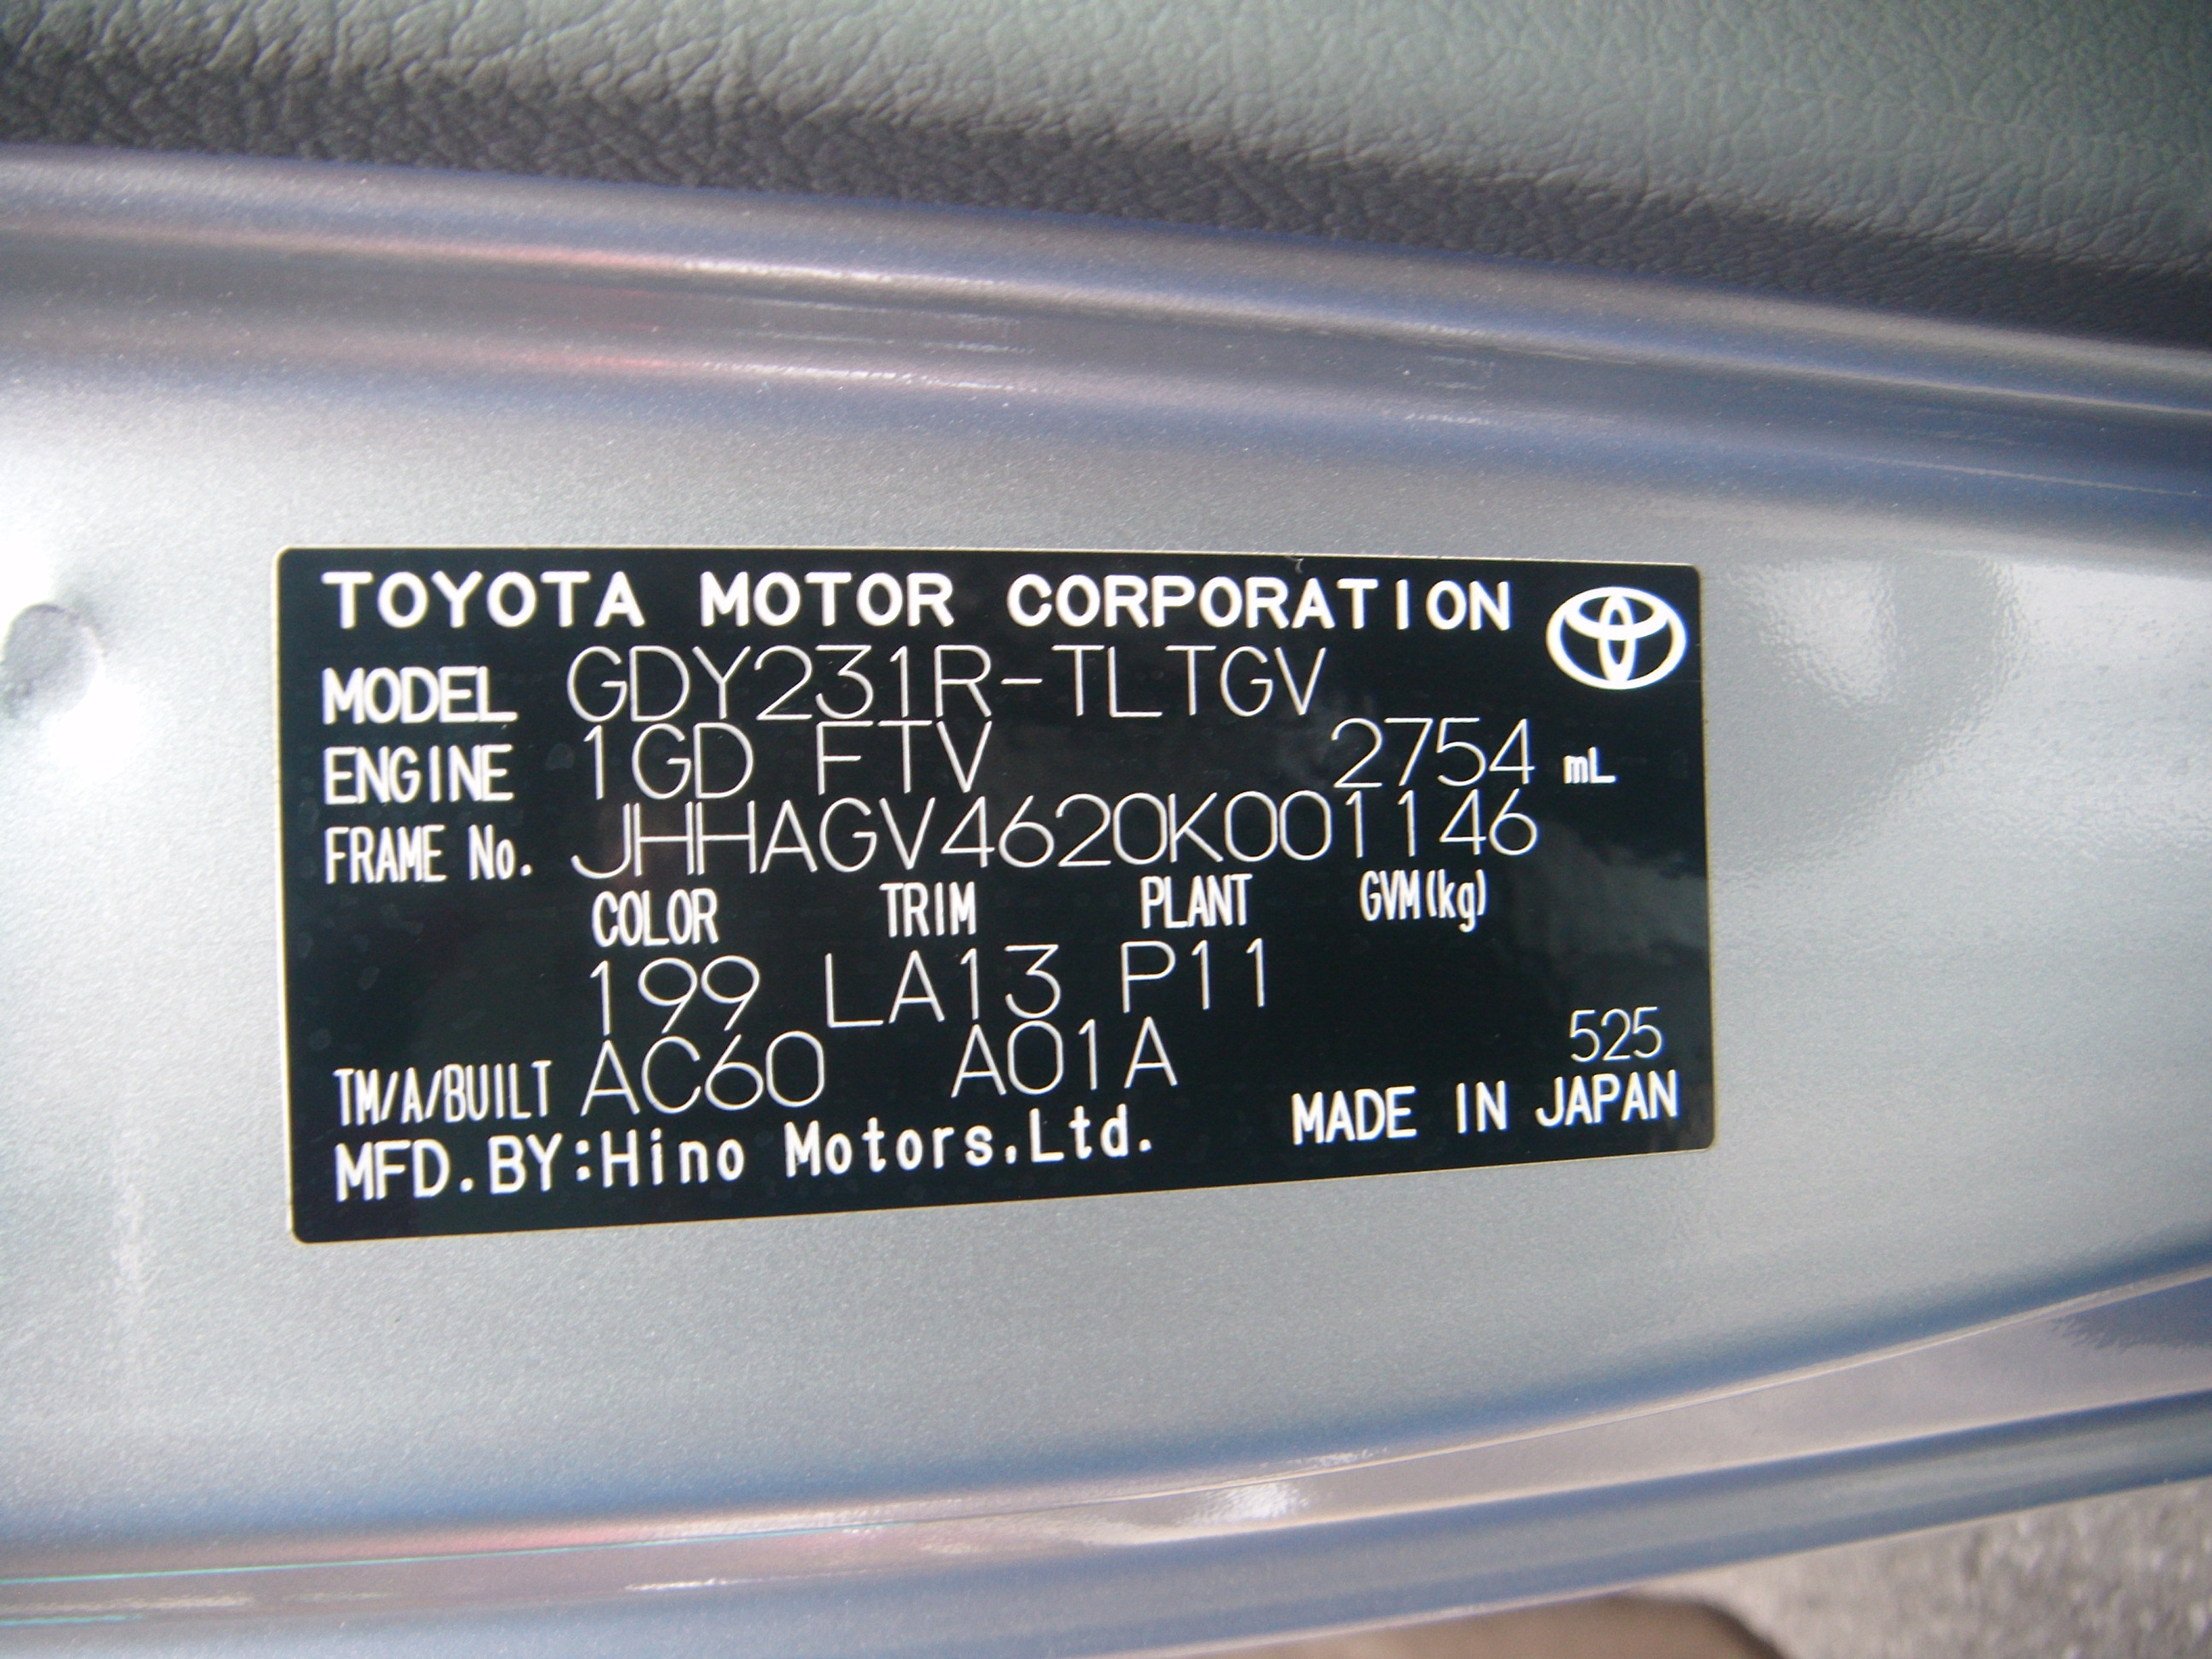 TOYOTA MOTOR CORPORATION
MODEL GDY231R-TLTGV
ENGINE 1GD FTV 2754 mL
FRAME No. JHHAGV4620K001146
COLOR TRIM PLANT GVM(kg)
199 LA13 P11
TM/A/BUILT AC60 A01A 525
MFD.BY:Hino Motors,Ltd. MADE IN JAPAN